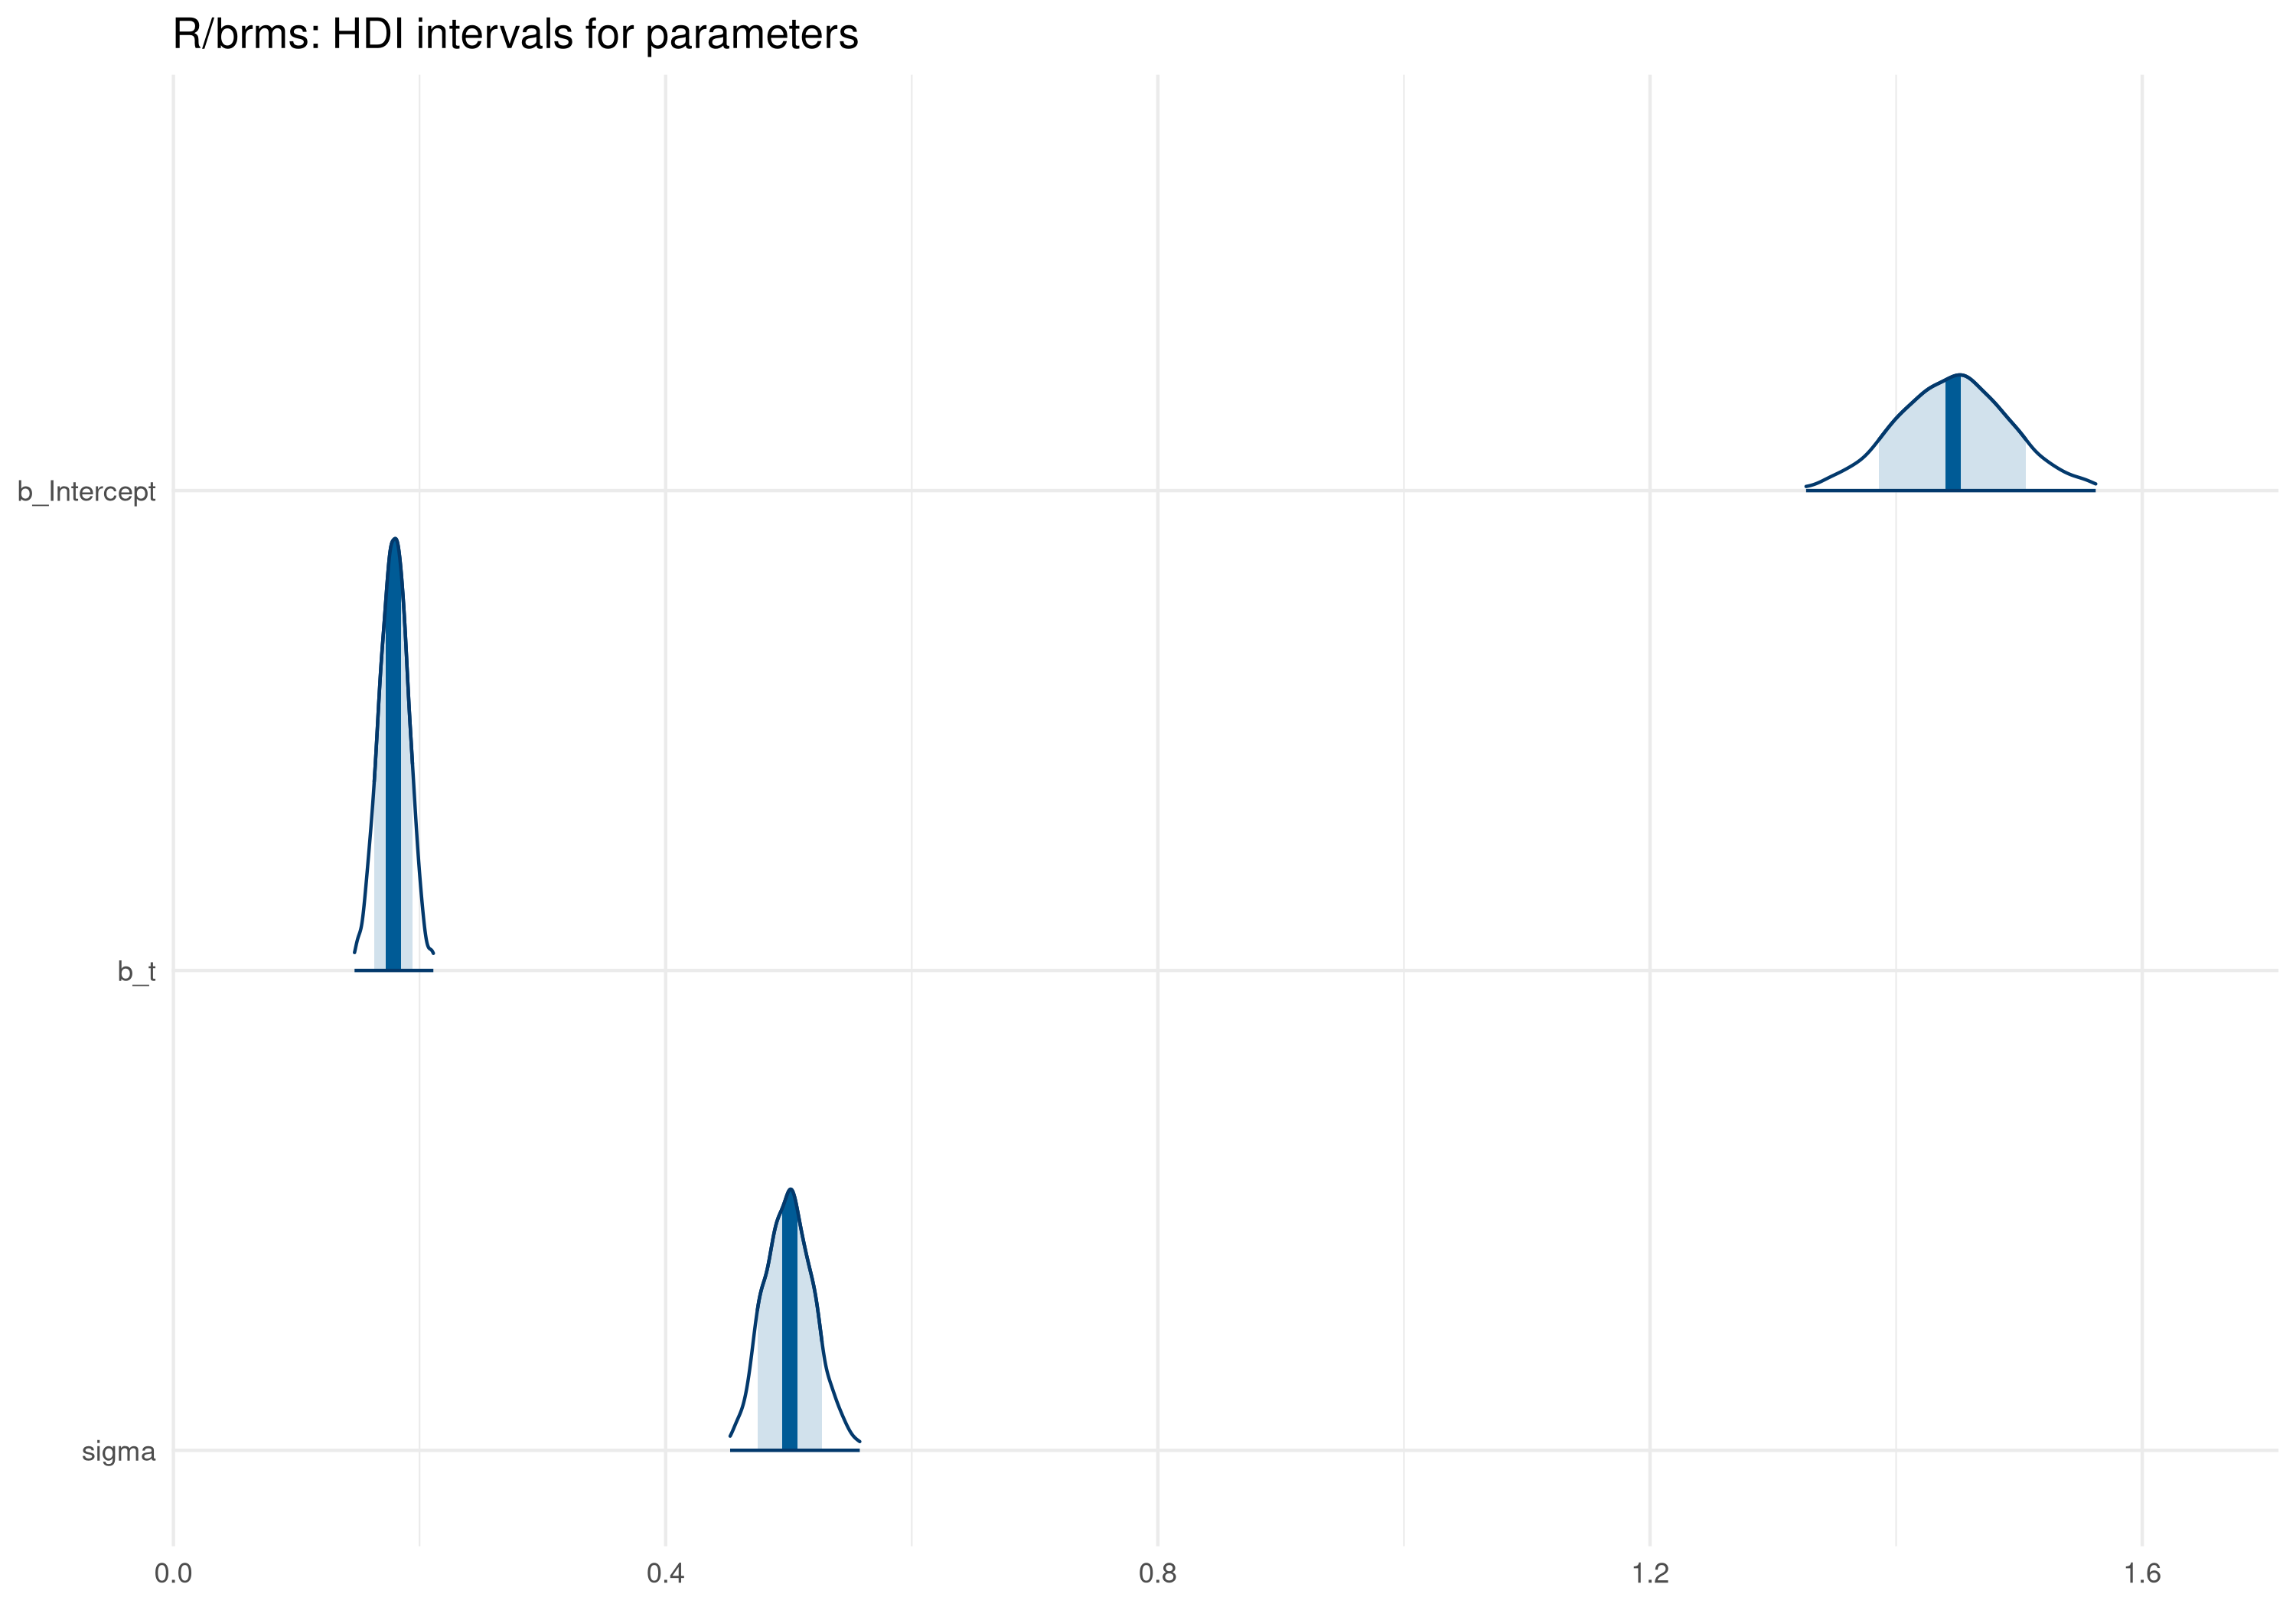 R/brms: HDI intervals for parameters
b_Intercept
b_t
sigma
0.0 0.4 0.8 1.2 1.6